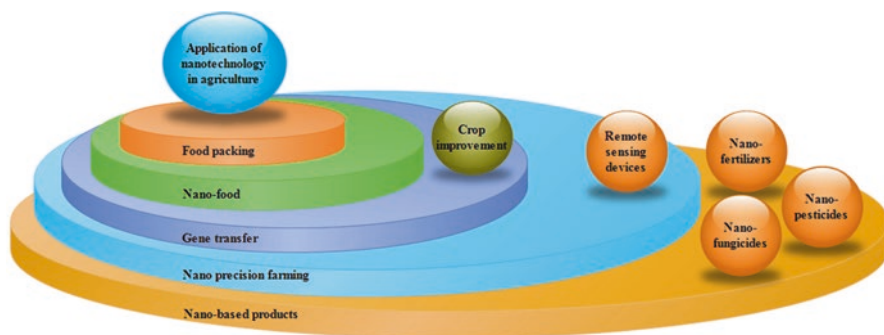 Application of
nanotechnology
in agriculture
Food packing
Nano-food
Gene transfer
Nano precision farming
Nano-based products
Crop
improvement
Remote
sensing
devices
Nano-
fertilizers
Nano-
pesticides
Nano-
fungicides